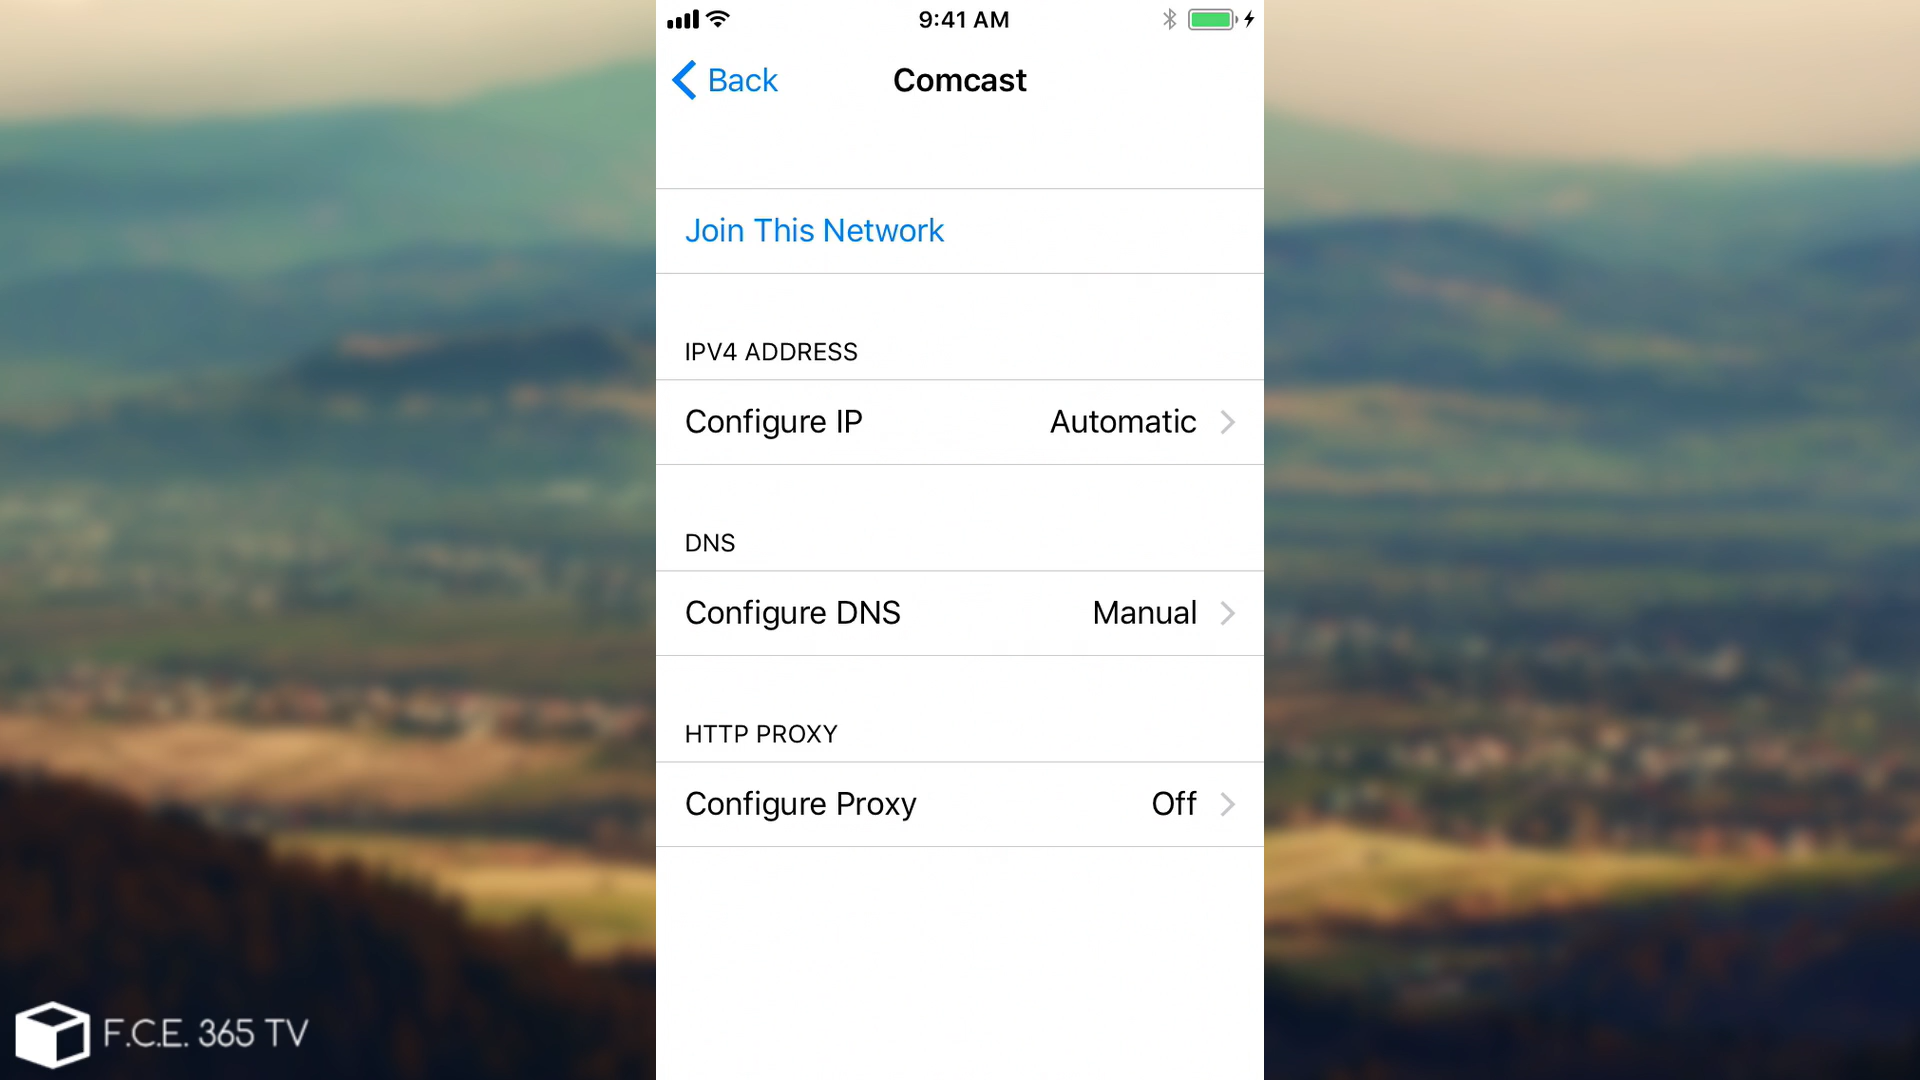 9:41 AM
Back
Comcast
Join This Network
IPV4 ADDRESS
Configure IP Automatic
DNS
Configure DNS Manual
HTTP PROXY
Configure Proxy Off
F.C.E. 365 TV